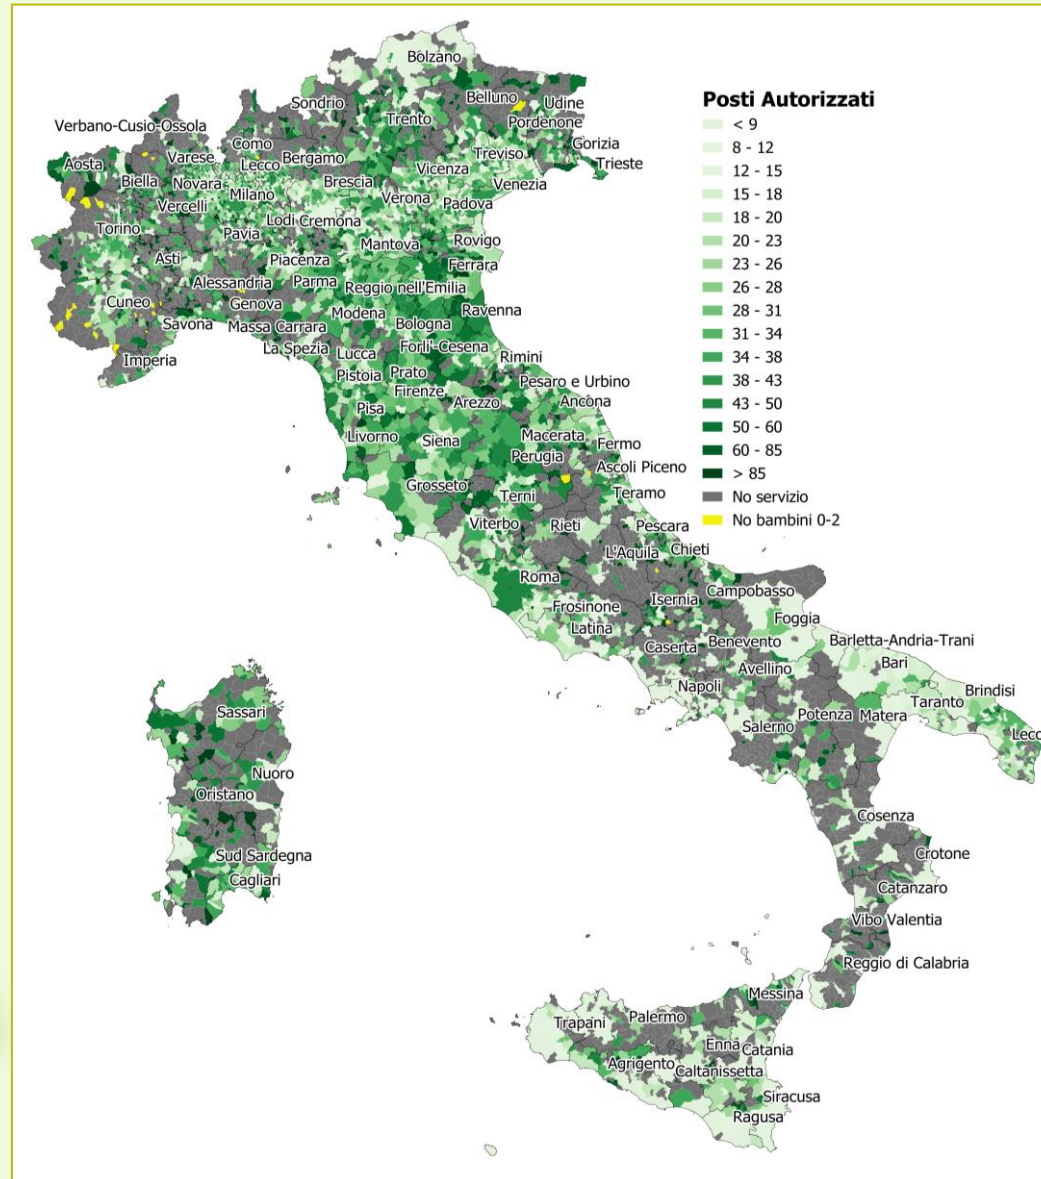 Bolzano
Sondrio
Belluno
Udine
Trento
Pordenone
Verbano-Cusio-Ossola
Como
Gorizia
Aosta
Varese
Lecco
Bergamo
Treviso
Trieste
Biella
Novara
Vicenza
Brescia
Venezia
Milano
Verona
Padova
Vercelli
Lodi
Cremona
Torino
Pavia
Mantova
Rovigo
Asti
Piacenza
Ferrara
Alessandria
Parma
Reggio nell'Emilia
Cuneo
Genova
Modena
Ravenna
Savona
Massa Carrara
Bologna
La Spezia
Lucca
Forli'-Cesena
Imperia
Rimini
Pistoia
Prato
Pesaro e Urbino
Firenze
Arezzo
Ancona
Pisa
Livorno
Siena
Macerata
Fermo
Perugia
Ascoli Piceno
Grosseto
Terni
Teramo
Viterbo
Rieti
Pescara
L'Aquila
Chieti
Roma
Campobasso
Isernia
Frosinone
Foggia
Latina
Barletta-Andria-Trani
Caserta
Benevento
Bari
Avellino
Napoli
Brindisi
Taranto
Sassari
Potenza
Matera
Salerno
Lecc
Nuoro
Oristano
Cosenza
Sud Sardegna
Crotone
Cagliari
Catanzaro
Vibo Valentia
Reggio di Calabria
Messina
Trapani
Palermo
Enna
Catania
Agrigento
Caltanissetta
Siracusa
Ragusa
Posti Autorizzati
< 9
8 - 12
12 - 15
15 - 18
18 - 20
20 - 23
23 - 26
26 - 28
28 - 31
31 - 34
34 - 38
38 - 43
43 - 50
50 - 60
60 - 85
> 85
No servizio
No bambini 0-2